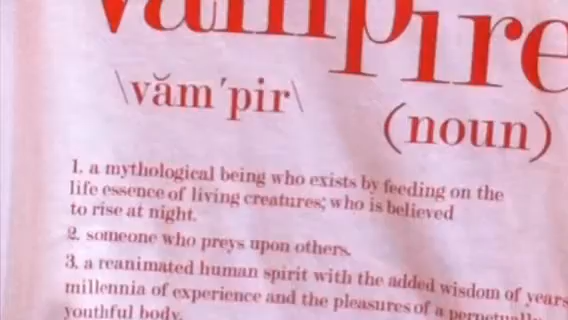 vampire
\văm′pir\
(noun)
1. a mythological being who exists by feeding on the
life essence of living creatures; who is believed
to rise at night.
2. someone who preys upon others.
3. a reanimated human spirit with the added wisdom of years
millennia of experience and the pleasures of a perpetually
youthful body.